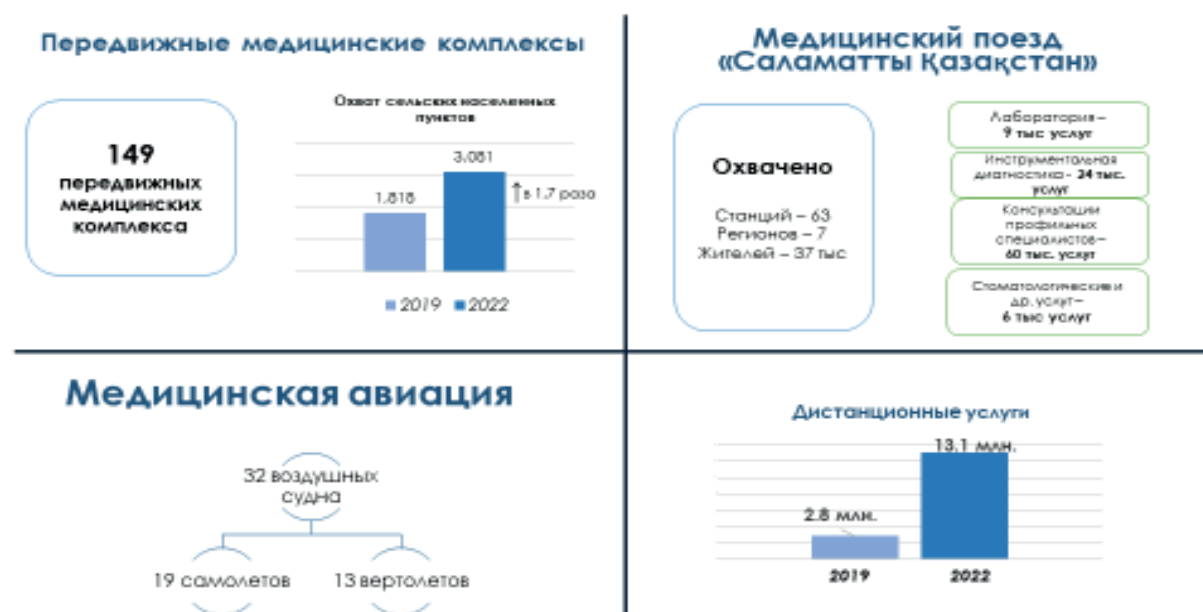 Передвижные медицинские комплексы
149
передвижных
медицинских
комплекса
Охват сельских населенных
пунктов
3,081
1,818
↑в 1,7 раза
2019 2022
Медицинский поезд
«Саламатты Қазақстан»
Охвачено
Станций – 63
Регионов – 7
Жителей – 37 тыс
Лаборатория –
9 тыс услуг
Инструментальная
диагностика - 24 тыс.
услуг
Консультации
профильных
специалистов–
60 тыс. услуг
Стоматологические и
др. услуг–
6 тыс услуг
Медицинская авиация
32 воздушных
судна
19 самолетов
13 вертолетов
Дистанционные услуги
13.1 млн.
2.8 млн.
2019 2022